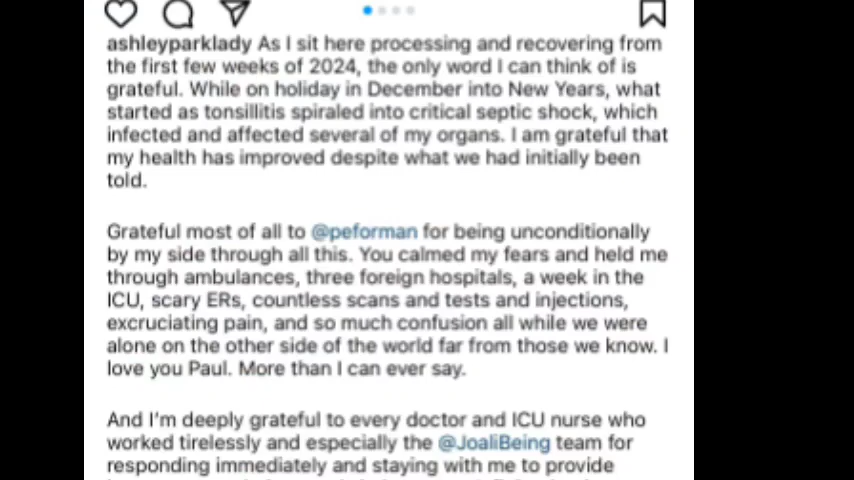 ashleyparklady As I sit here processing and recovering from
the first few weeks of 2024, the only word I can think of is
grateful. While on holiday in December into New Years, what
started as tonsillitis spiraled into critical septic shock, which
infected and affected several of my organs. I am grateful that
my health has improved despite what we had initially been
told.
Grateful most of all to @peforman for being unconditionally
by my side through all this. You calmed my fears and held me
through ambulances, three foreign hospitals, a week in the
ICU, scary ERs, countless scans and tests and injections,
excruciating pain, and so much confusion all while we were
alone on the other side of the world far from those we know. I
love you Paul. More than I can ever say.
And I'm deeply grateful to every doctor and ICU nurse who
worked tirelessly and especially the @JoaliBeing team for
responding immediately and staying with me to provide